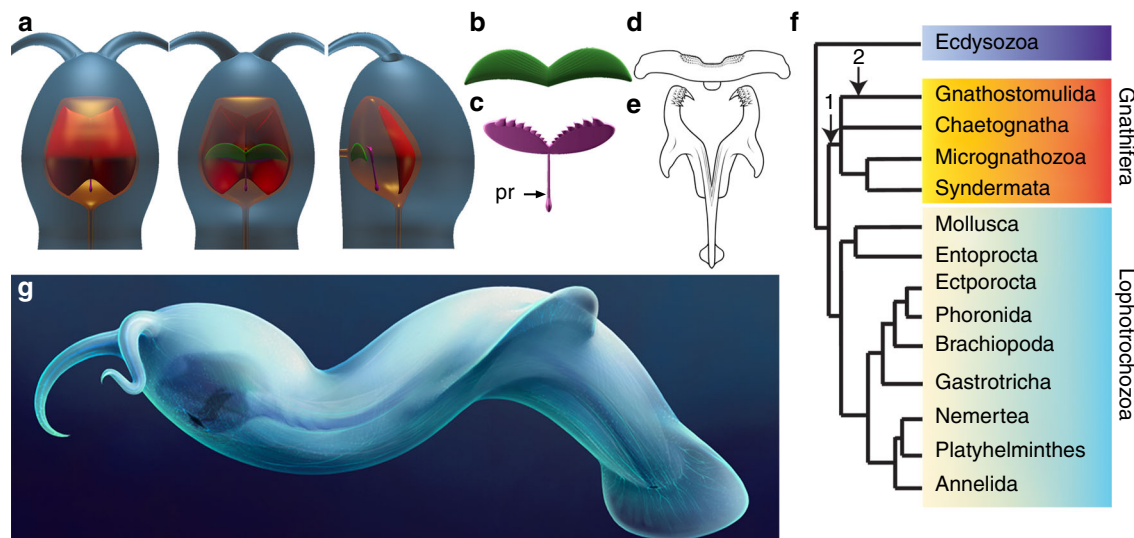 a
b
c
pr
d
e
f
2
1
Ecdysozoa
Gnathostomulida
Chaetognatha
Micrognathozoa
Syndermata
Gnathifera
Mollusca
Entoprocta
Ectporocta
Phoronida
Brachiopoda
Gastrotricha
Nemertea
Platyhelminthes
Annelida
Lophotrochozoa
g